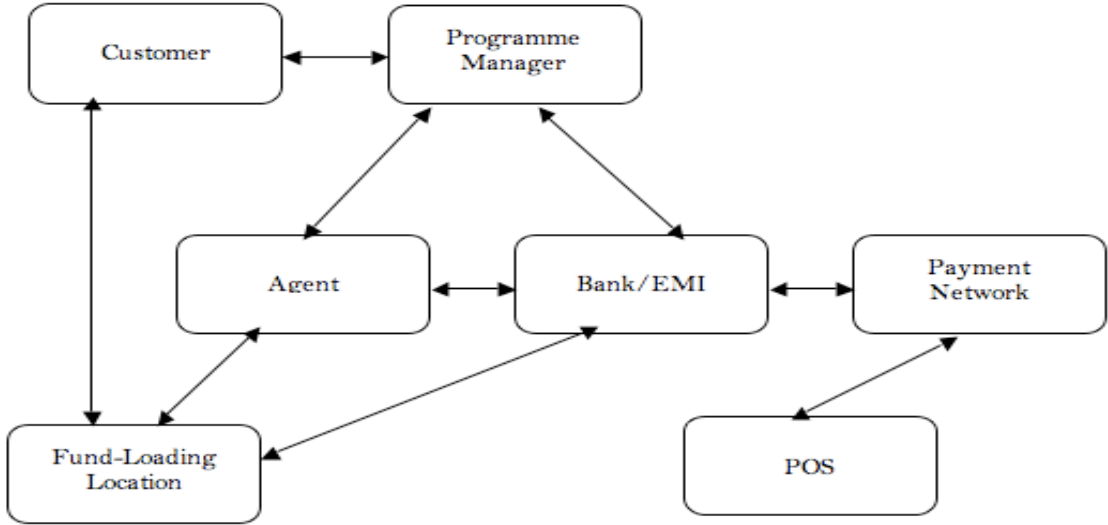 Customer
Programme
Manager
Agent
Bank/EMI
Payment
Network
Fund-Loading
Location
POS